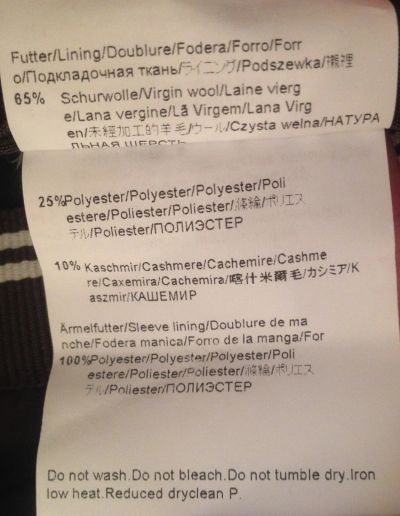 Futter/Lining/Doublure/Fodera/Forro/Forr
o/Подкладочная ткань/ライニング/Podszewka/襯裡
65% Schurwolle/Virgin wool/Laine vierg
e/Lana vergine/Lã Virgem/Lana Virg
en/未經加工的羊毛/ウール/Czysta wełna/НАТУРА
ЛЬНАЯ ШЕРСТЬ
25%Polyester/Polyester/Polyester/Poli
estere/Poliester/Poliester/滌綸/ポリエス
テル/Poliester/ПОЛИЭСТЕР
10% Kaschmir/Cashmere/Cachemire/Cashme
re/Caxemira/Cachemira/喀什米爾毛/カシミア/K
aszmir/КАШЕМИР
Ärmelfutter/Sleeve lining/Doublure de ma
nche/Fodera manica/Forro de la manga/For
100%Polyester/Polyester/Polyester/Poli
estere/Poliester/Poliester/滌綸/ポリエス
テル/Poliester/ПОЛИЭСТЕР
Do not wash.Do not bleach.Do not tumble dry.Iron
low heat.Reduced dryclean P.